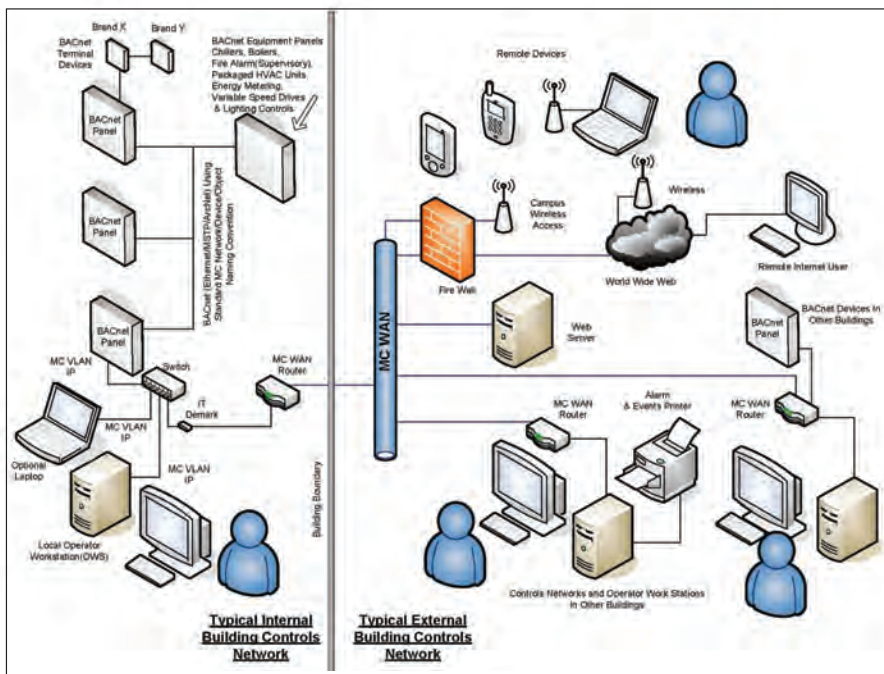 Brand X
Brand Y
BACnet
Terminal
Devices
BACnet Equipment Panels
Chillers, Boilers,
Fire Alarm(Supervisory),
Packaged HVAC Units
Energy Metering,
Variable Speed Drives
& Lighting Controls
BACnet
Panel
BACnet
Panel
BACnet
Panel
BACnet (Ethernet/MSTP/ArcNet) Using
Standard MC Network/Device/Object
Naming Convention
MC VLAN
IP
Switch
MC WAN
Router
IT
Demark
MC VLAN
IP
Optional
Laptop
MC VLAN
IP
Local Operator
Workstation(OWS)
Building Boundary
Typical Internal
Building Controls
Network
Remote Devices
Campus
Wireless
Access
Wireless
Fire Wall
World Wide Web
Remote Internet User
MC WAN
Web
Server
BACnet
Panel
BACnet Devices in
Other Buildings
MC WAN
Router
Alarm
& Events Printer
MC WAN
Router
Controls Networks and Operator Work Stations
in Other Buildings
Typical External
Building Controls
Network